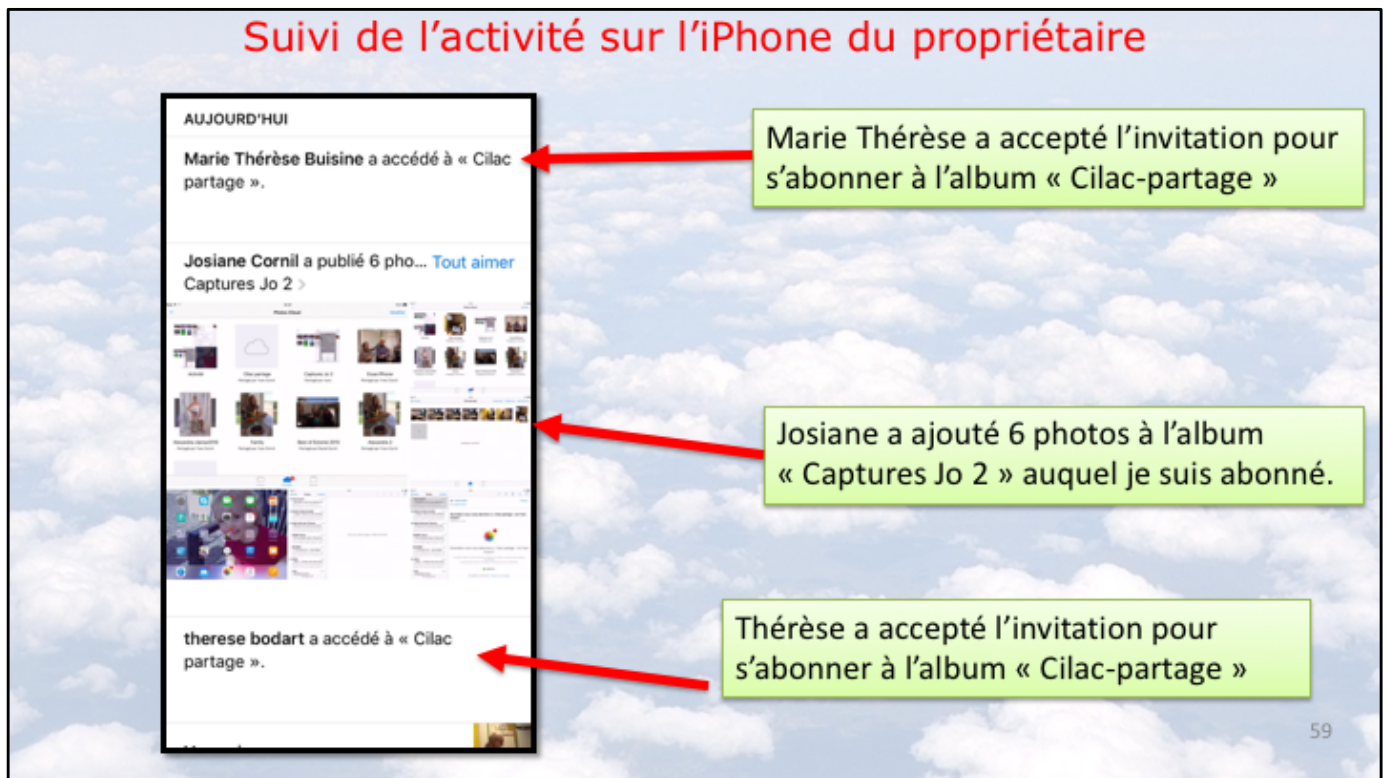 Suivi de l’activité sur l’iPhone du propriétaire
AUJOURD'HUI
Marie Thérèse Buisine a accédé à « Cilac
partage ».
Marie Thérèse a accepté l’invitation pour
s’abonner à l’album « Cilac-partage »
Josiane Cornil a publié 6 pho... Tout aimer
Captures Jo 2 >
Josiane a ajouté 6 photos à l’album
« Captures Jo 2 » auquel je suis abonné.
therese bodart a accédé à « Cilac
partage ».
Thérèse a accepté l’invitation pour
s’abonner à l’album « Cilac-partage »
59